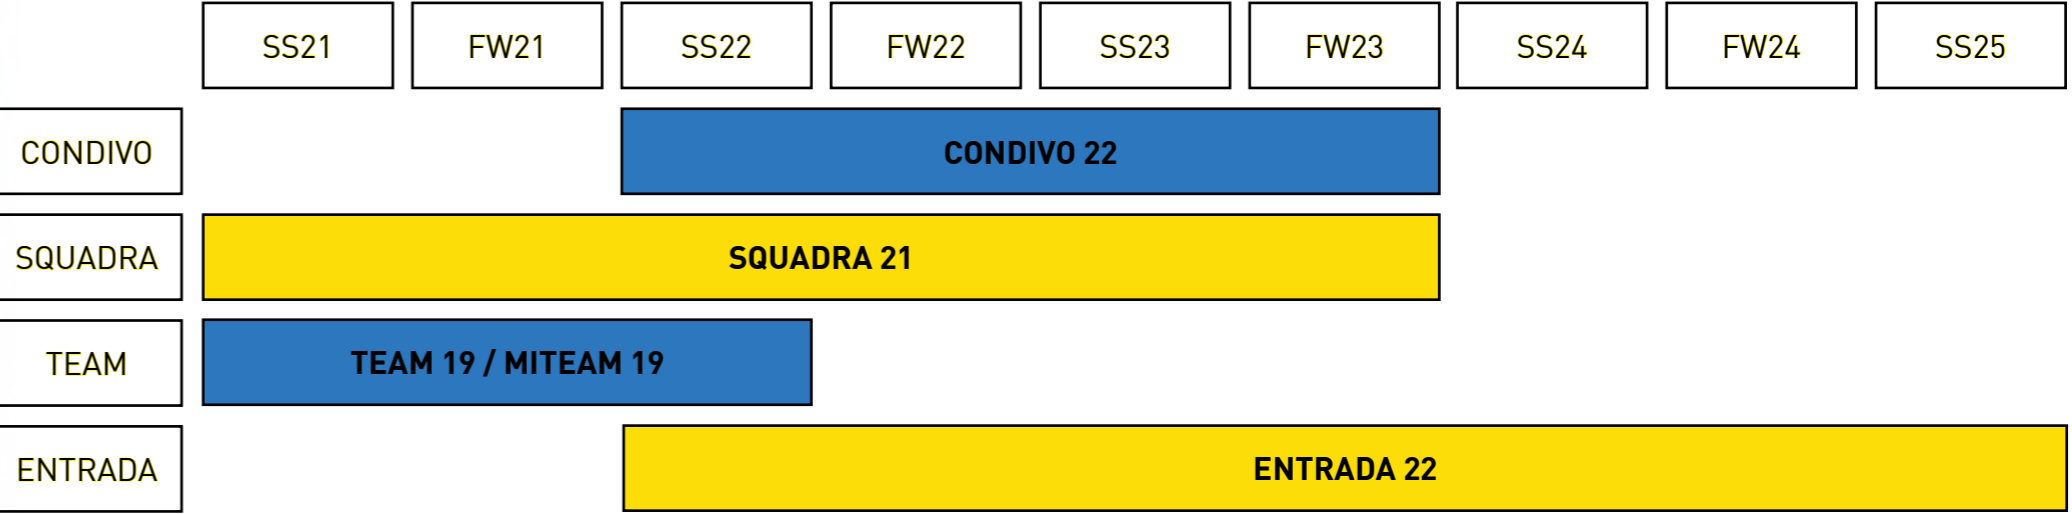 SS21 FW21 SS22 FW22 SS23 FW23 SS24 FW24 SS25
CONDIVO CONDIVO 22
SQUADRA SQUADRA 21
TEAM TEAM 19 / MITEAM 19
ENTRADA ENTRADA 22